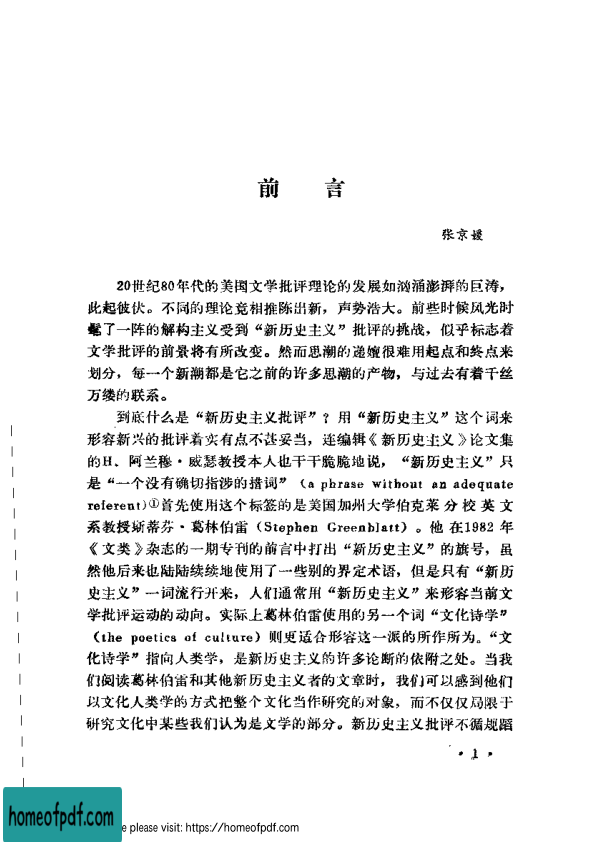 前 言
张京媛
20世纪80年代的美国文学批评理论的发展如汹涌澎湃的巨涛，
此起彼伏。不同的理论竞相推陈出新，声势浩大。前些时候风光时
髦了一阵的解构主义受到“新历史主义”批评的挑战，似乎标志着
文学批评的前景将有所改变。然而思潮的递嬗很难用起点和终点来
划分，每一个新潮都是它之前的许多思潮的产物，与过去有着千丝
万缕的联系。
到底什么是“新历史主义批评”？用“新历史主义”这个词来
形容新兴的批评着实有点不甚妥当，连编辑《新历史主义》论文集
的H、阿兰穆·威瑟教授本人也干干脆脆地说，“新历史主义”只
是“一个没有确切指涉的措词”（a phrase without an adequate
referent)①首先使用这个标签的是美国加州大学伯克莱分校英文
系教授斯蒂芬·葛林伯雷（Stephen Greenblatt）。他在1982年
《文类》杂志的一期专刊的前言中打出“新历史主义”的旗号，虽
然他后来也陆陆续续地使用了一些别的界定术语，但是只有“新历
史主义”一词流行开来，人们通常用“新历史主义”来形容当前文
学批评运动的动向。实际上葛林伯雷使用的另一个词“文化诗学”
（the poetics of culture）则更适合形容这一派的所作所为。“文
化诗学”指向人类学，是新历史主义的许多论断的依附之处。当我
们阅读葛林伯雷和其他新历史主义者的文章时，我们可以感到他们
以文化人类学的方式把整个文化当作研究的对象，而不仅仅局限于
研究文化中某些我们认为是文学的部分。新历史主义批评不循规蹈
·1·
homeofpdf.com
e please visit: https://homeofpdf.com